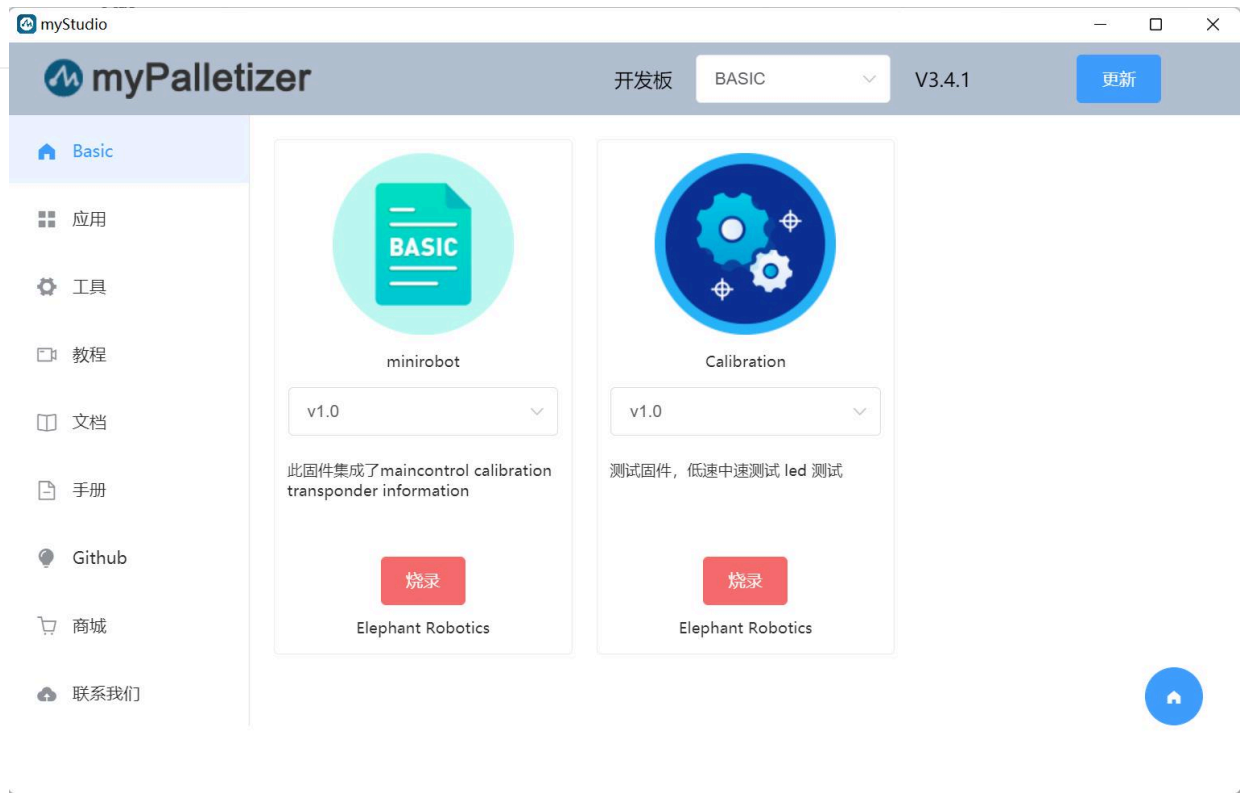 myStudio
myPalletizer
开发板
BASIC
V3.4.1
更新
Basic
应用
工具
教程
文档
手册
Github
商城
联系我们
BASIC
minirobot
v1.0
此固件集成了maincontrol calibration
transponder information
烧录
Elephant Robotics
Calibration
v1.0
测试固件，低速中速测试 led 测试
烧录
Elephant Robotics